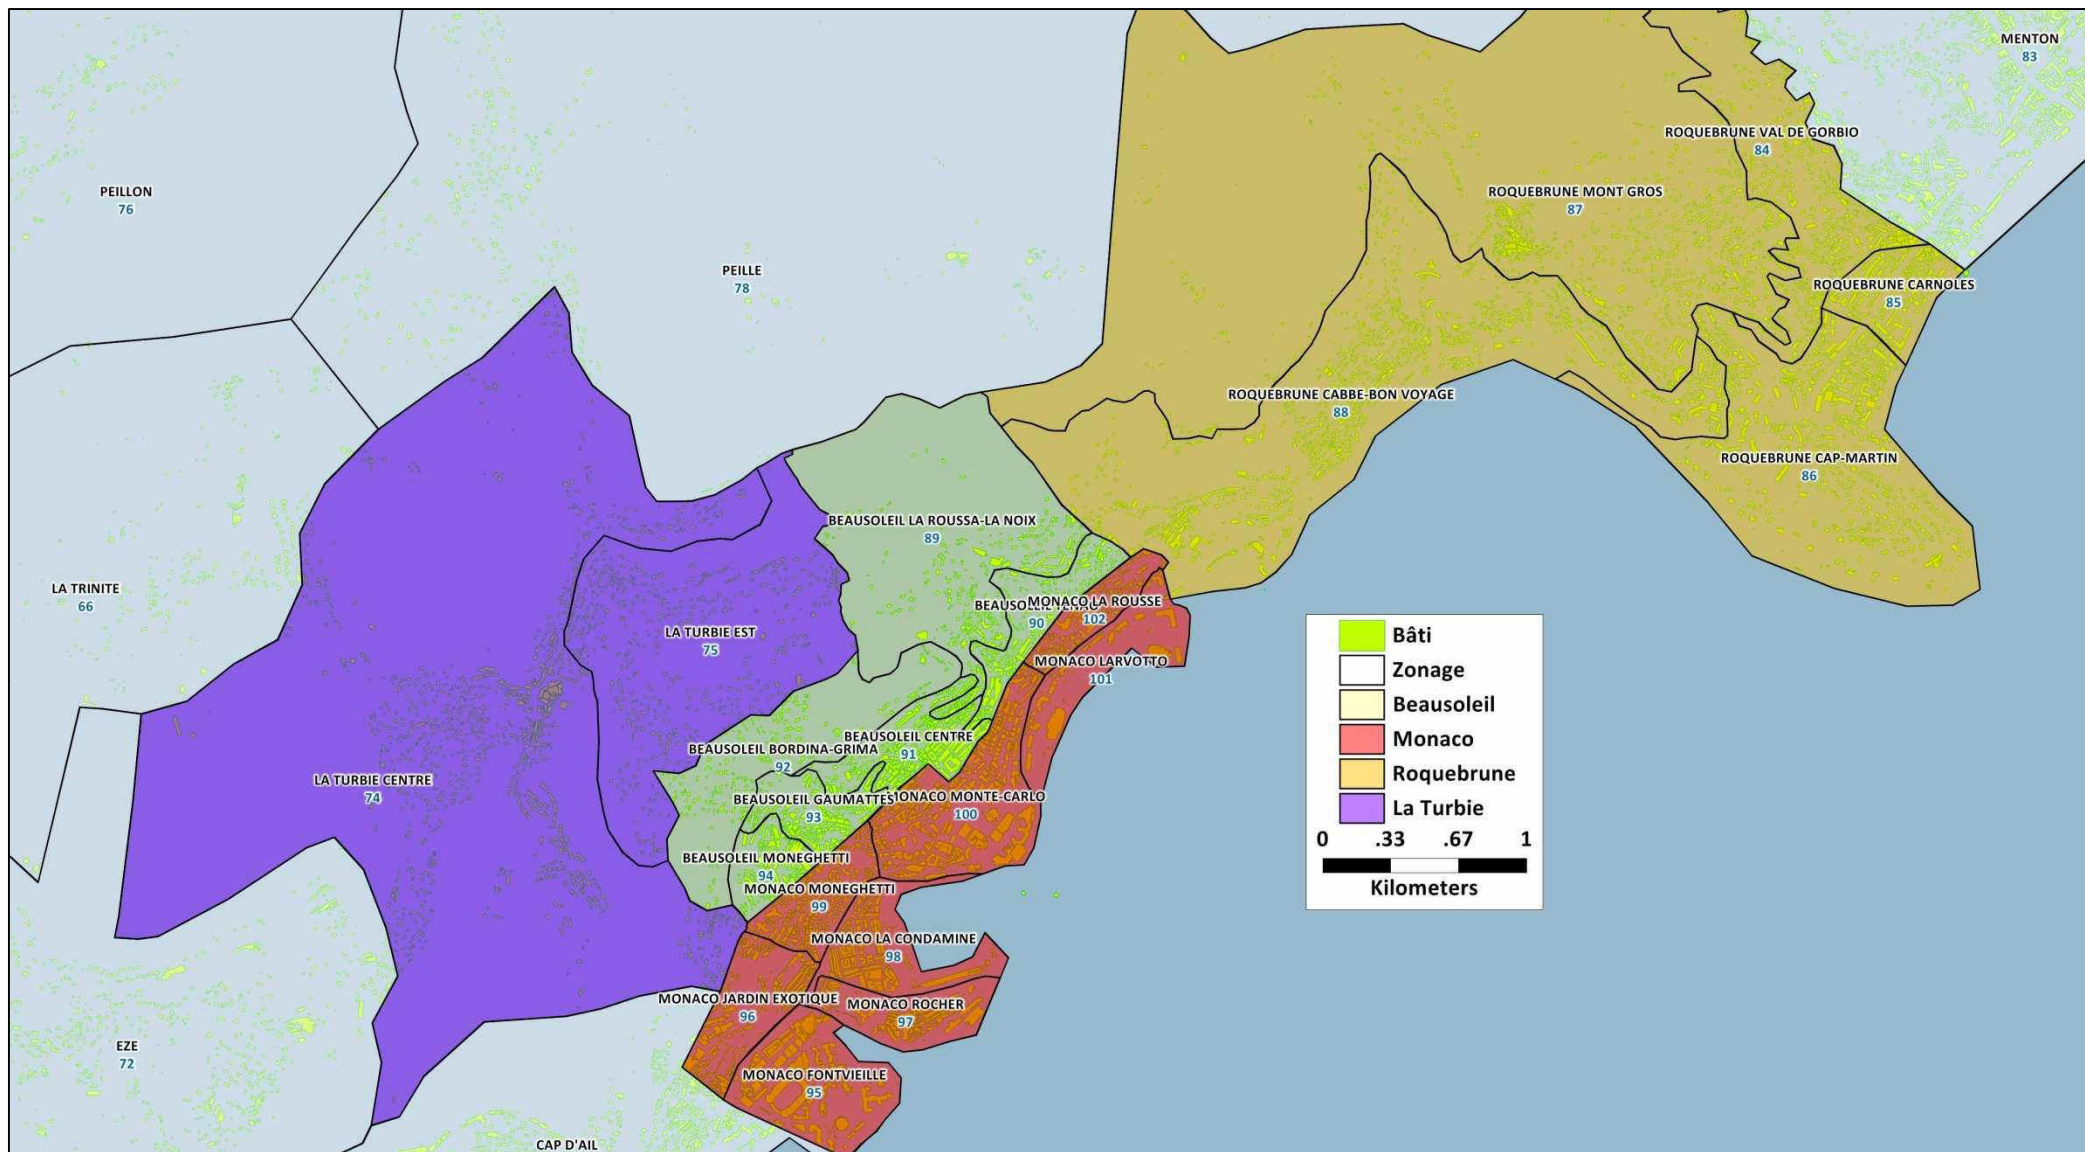 MENTON
83
ROQUEBRUNE VAL DE GORBIO
84
PEILLON
76
ROQUEBRUNE MONT GROS
87
PEILLE
78
ROQUEBRUNE CARNOLES
85
ROQUEBRUNE CABBE-BON VOYAGE
88
ROQUEBRUNE CAP-MARTIN
86
BEAUSOLEIL LA ROUSSA-LA NOIX
89
LA TRINITE
66
BEAUSOLEIL
90
MONACO LA ROUSSE
102
LA TURBIE EST
75
MONACO LARVOTTO
101
BEAUSOLEIL CENTRE
91
BEAUSOLEIL BORDINA-GRIMA
92
LA TURBIE CENTRE
74
BEAUSOLEIL GAUMATTES
93
MONACO MONTE-CARLO
100
BEAUSOLEIL MONEGHETTI
94
MONACO MONEGHETTI
99
MONACO LA CONDAMINE
98
MONACO JARDIN EXOTIQUE
96
MONACO ROCHER
97
EZE
72
MONACO FONTVIEILLE
95
CAP D'AIL
Bâti
Zonage
Beausoleil
Monaco
Roquebrune
La Turbie
0 .33 .67 1
Kilometers